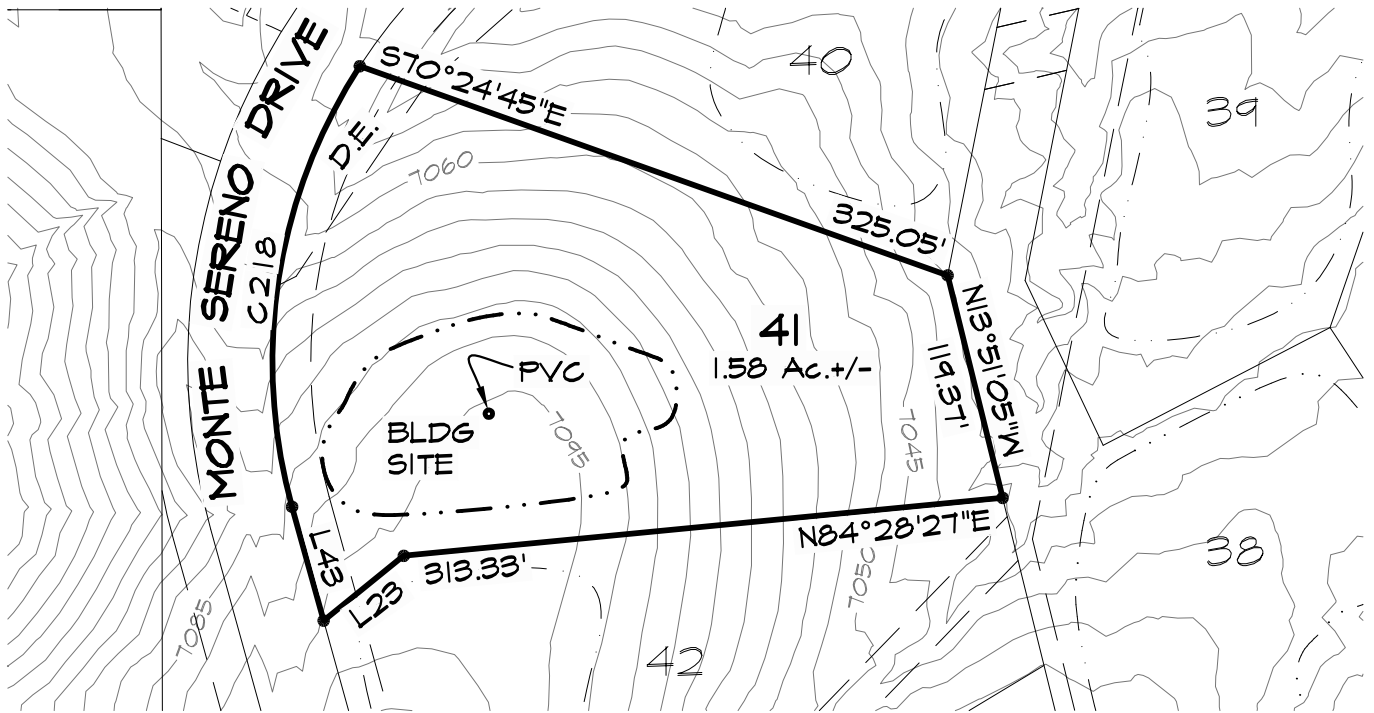 MONTE SERENO DRIVE
S70°24'45"E
40
39
D.E.
7060
C218
325.05'
41
1.58 Ac.+/-
N13°51'05"W
119.37'
PVC
BLDG
SITE
7095
7045
L43
N84°28'27"E
313.33'
L23
7050
38
7085
42